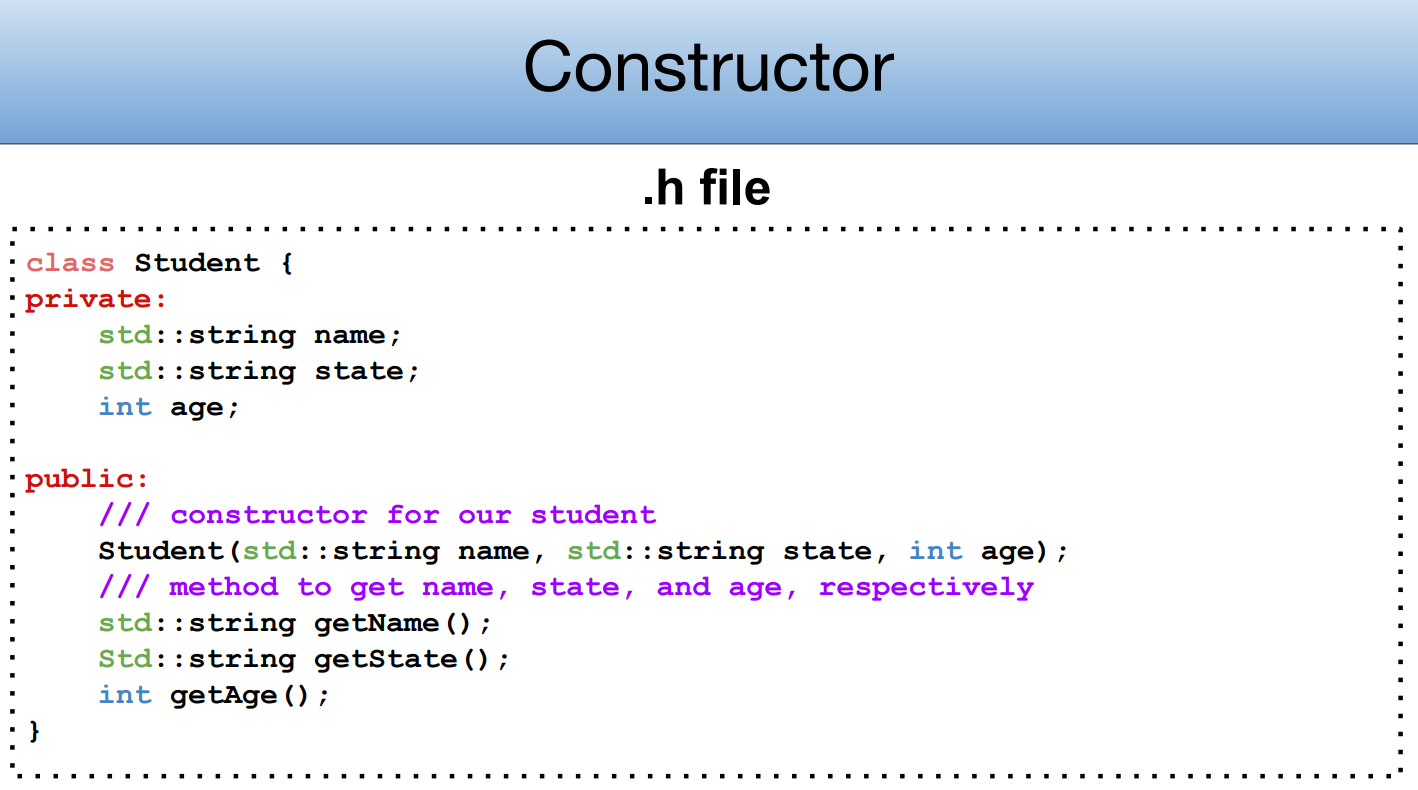 Constructor
.h file
class Student {
private:
std::string name;
std::string state;
int age;
public:
/// constructor for our student
Student(std::string name, std::string state, int age);
/// method to get name, state, and age, respectively
std::string getName();
Std::string getState();
int getAge();
}